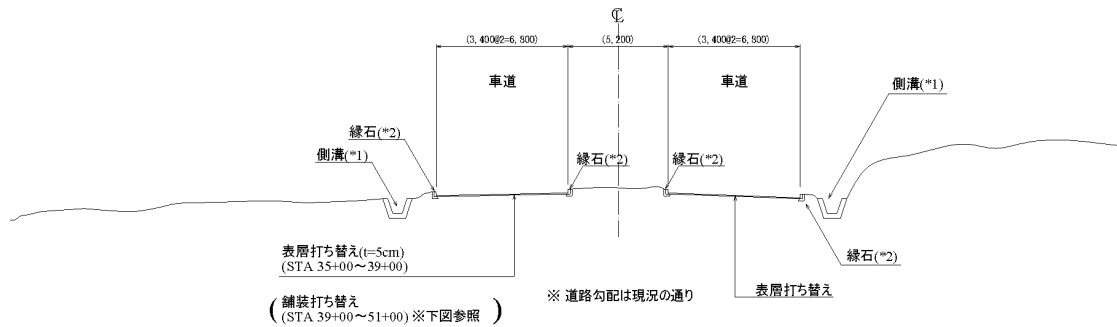 ℄
(3,400@2=6,800)
(5,200)
(3,400@2=6,800)
車道
車道
側溝(*1)
縁石(*2)
側溝(*1)
縁石(*2)
縁石(*2)
縁石(*2)
表層打ち替え(t=5cm)
(STA 35+00～39+00)
表層打ち替え
※ 道路勾配は現況の通り
(舗装打ち替え
(STA 39+00～51+00) ※下図参照)